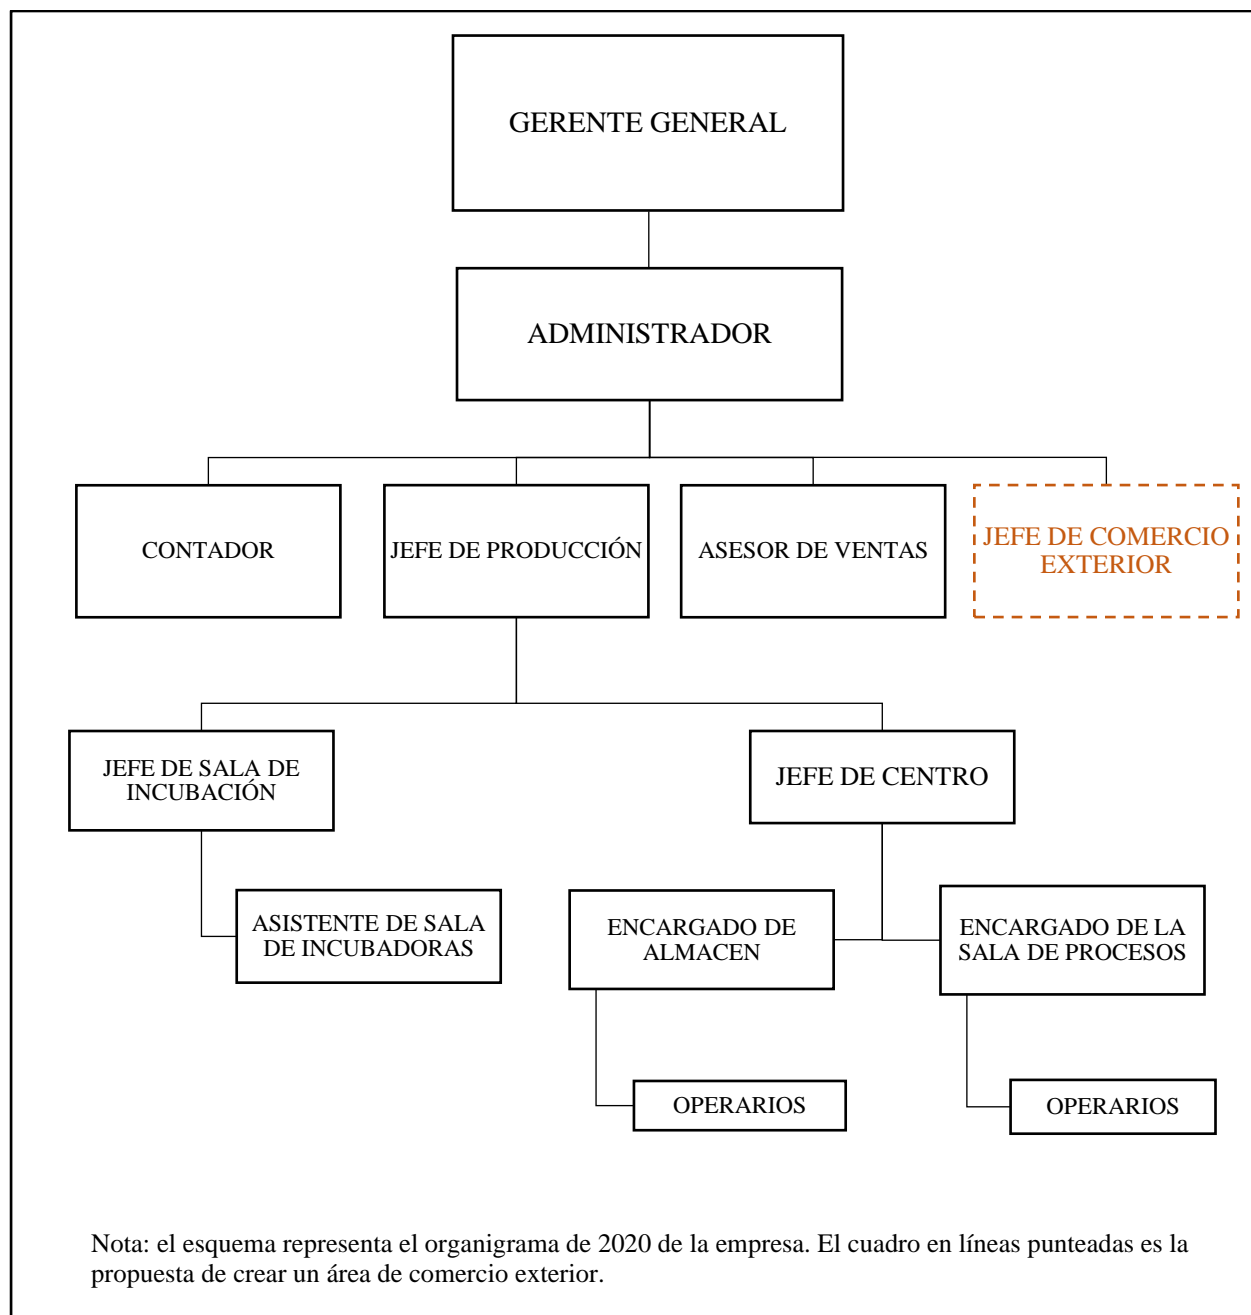 GERENTE GENERAL
ADMINISTRADOR
CONTADOR
JEFE DE PRODUCCIÓN
ASESOR DE VENTAS
JEFE DE COMERCIO
EXTERIOR
JEFE DE SALA DE
INCUBACIÓN
JEFE DE CENTRO
ASISTENTE DE SALA
DE INCUBADORAS
ENCARGADO DE
ALMACEN
ENCARGADO DE LA
SALA DE PROCESOS
OPERARIOS
OPERARIOS
Nota: el esquema representa el organigrama de 2020 de la empresa. El cuadro en líneas punteadas es la
propuesta de crear un área de comercio exterior.